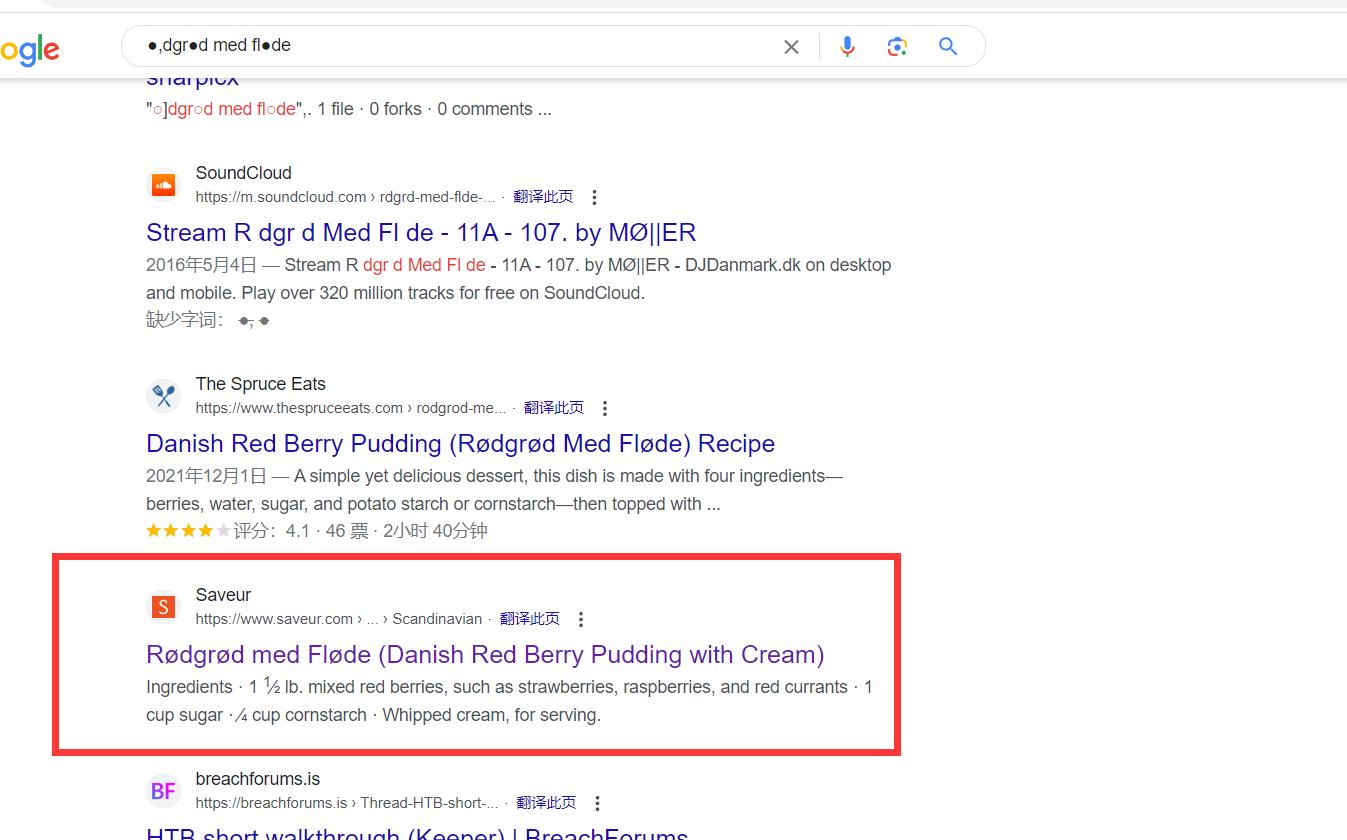 ogle
●,dgr●d med fl●de
sharpicx
"○]dgr○d med fl○de",. 1 file · 0 forks · 0 comments ...
SoundCloud
https://m.soundcloud.com › rdgrd-med-flde-... · 翻译此页
Stream R dgr d Med Fl de - 11A - 107. by MØ||ER
2016年5月4日 — Stream R dgr d Med Fl de - 11A - 107. by MØ||ER - DJDanmark.dk on desktop
and mobile. Play over 320 million tracks for free on SoundCloud.
缺少字词: ●, ●
The Spruce Eats
https://www.thespruceeats.com › rodgrod-me... · 翻译此页
Danish Red Berry Pudding (Rødgrød Med Fløde) Recipe
2021年12月1日 — A simple yet delicious dessert, this dish is made with four ingredients—
berries, water, sugar, and potato starch or cornstarch—then topped with ...
评分: 4.1 · 46 票 · 2小时 40分钟
S
Saveur
https://www.saveur.com › ... › Scandinavian · 翻译此页
Rødgrød med Fløde (Danish Red Berry Pudding with Cream)
Ingredients · 1 1⁄2 lb. mixed red berries, such as strawberries, raspberries, and red currants · 1
cup sugar · ⁄4 cup cornstarch · Whipped cream, for serving.
BF
breachforums.is
https://breachforums.is › Thread-HTB-short-... · 翻译此页
HTB short walkthrough (Keeper) | BreachForums